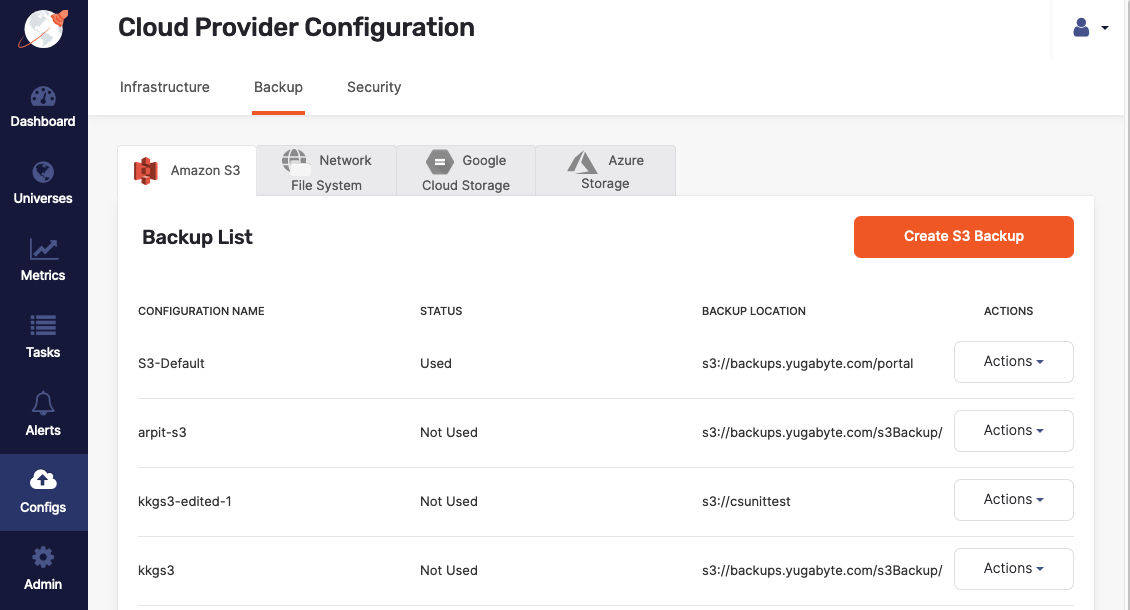 Cloud Provider Configuration
Infrastructure Backup Security
Dashboard
Universes
Metrics
Tasks
Alerts
Configs
Admin
Amazon S3
Network
File System
Google
Cloud Storage
Azure
Storage
Backup List
Create S3 Backup
CONFIGURATION NAME STATUS BACKUP LOCATION ACTIONS
S3-Default Used s3://backups.yugabyte.com/portal Actions
arpit-s3 Not Used s3://backups.yugabyte.com/s3Backup/ Actions
kkgs3-edited-1 Not Used s3://csunittest Actions
kkgs3 Not Used s3://backups.yugabyte.com/s3Backup/ Actions